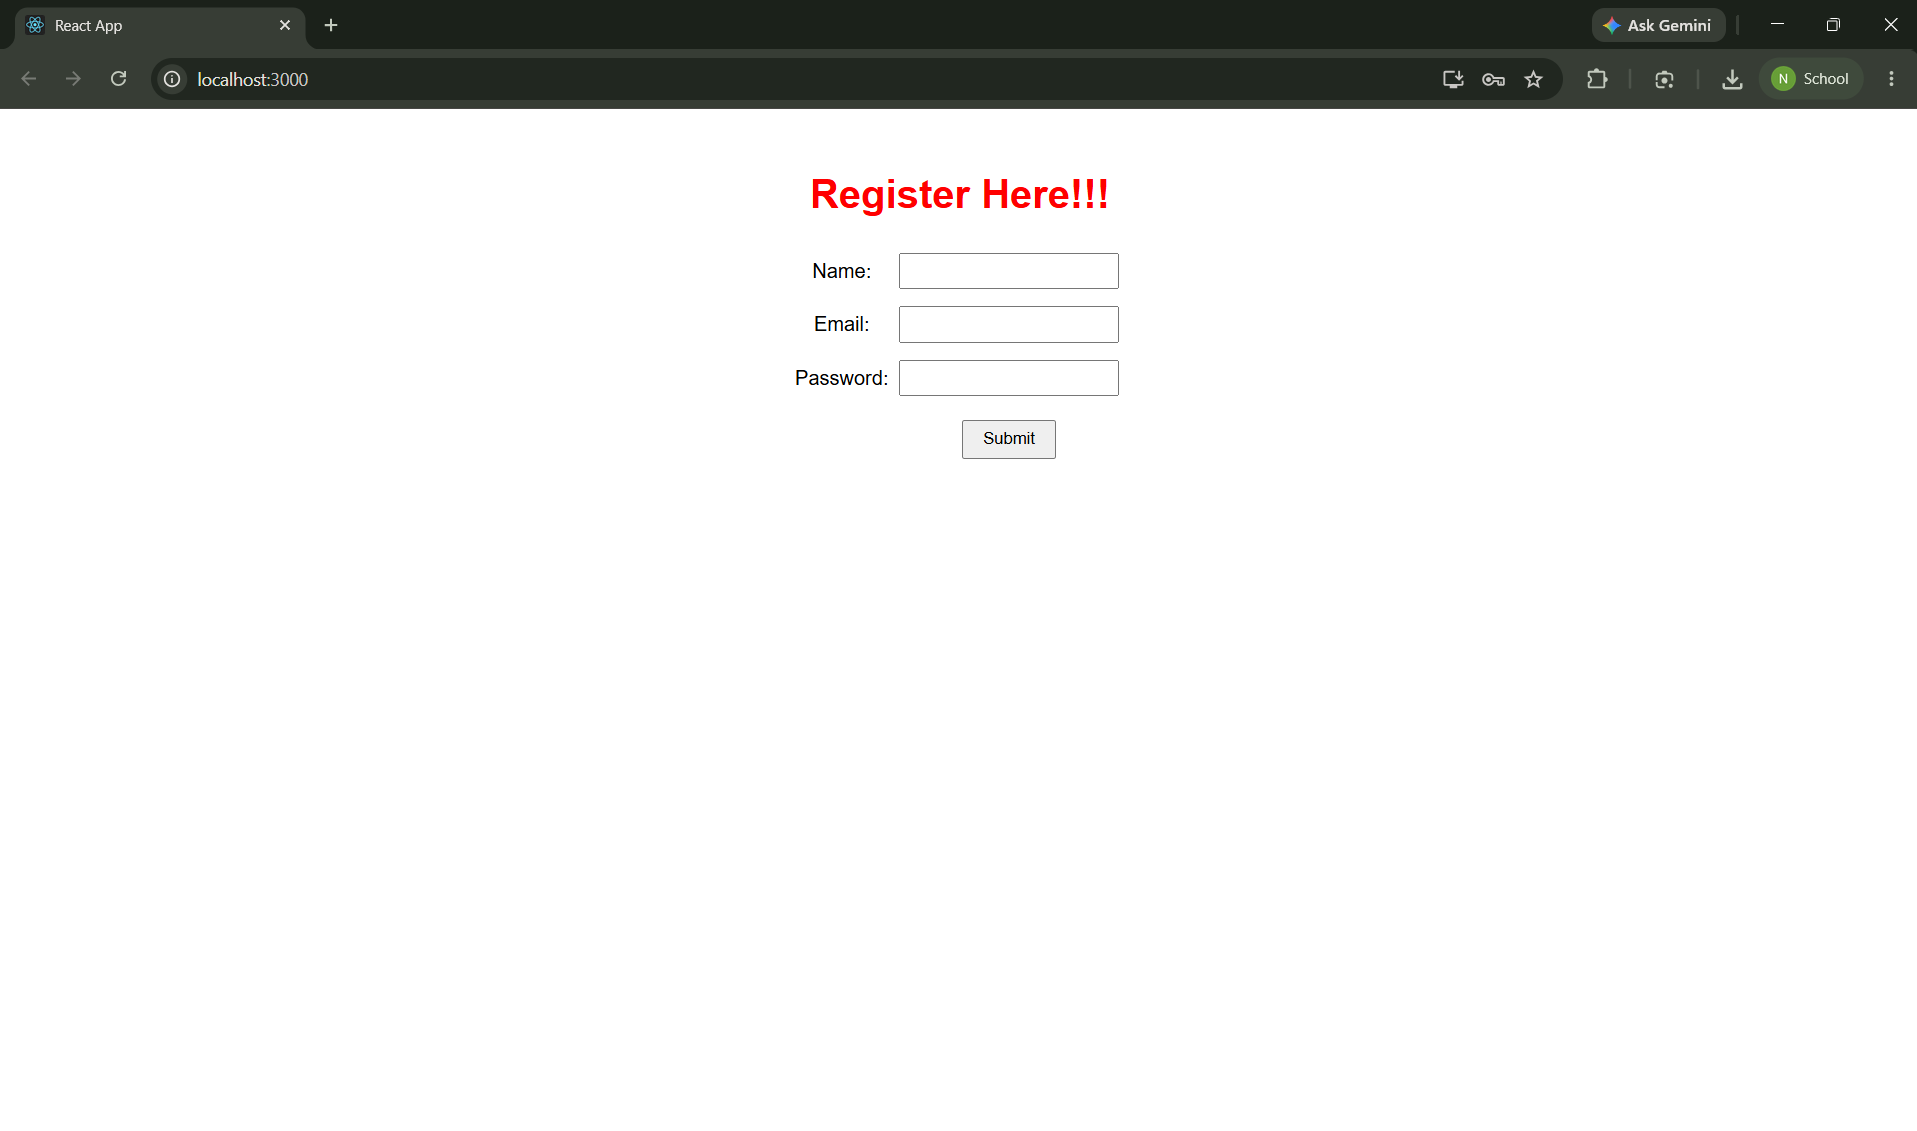 React App
Ask Gemini
localhost:3000
N School
Register Here!!!
Name:
Email:
Password:
Submit